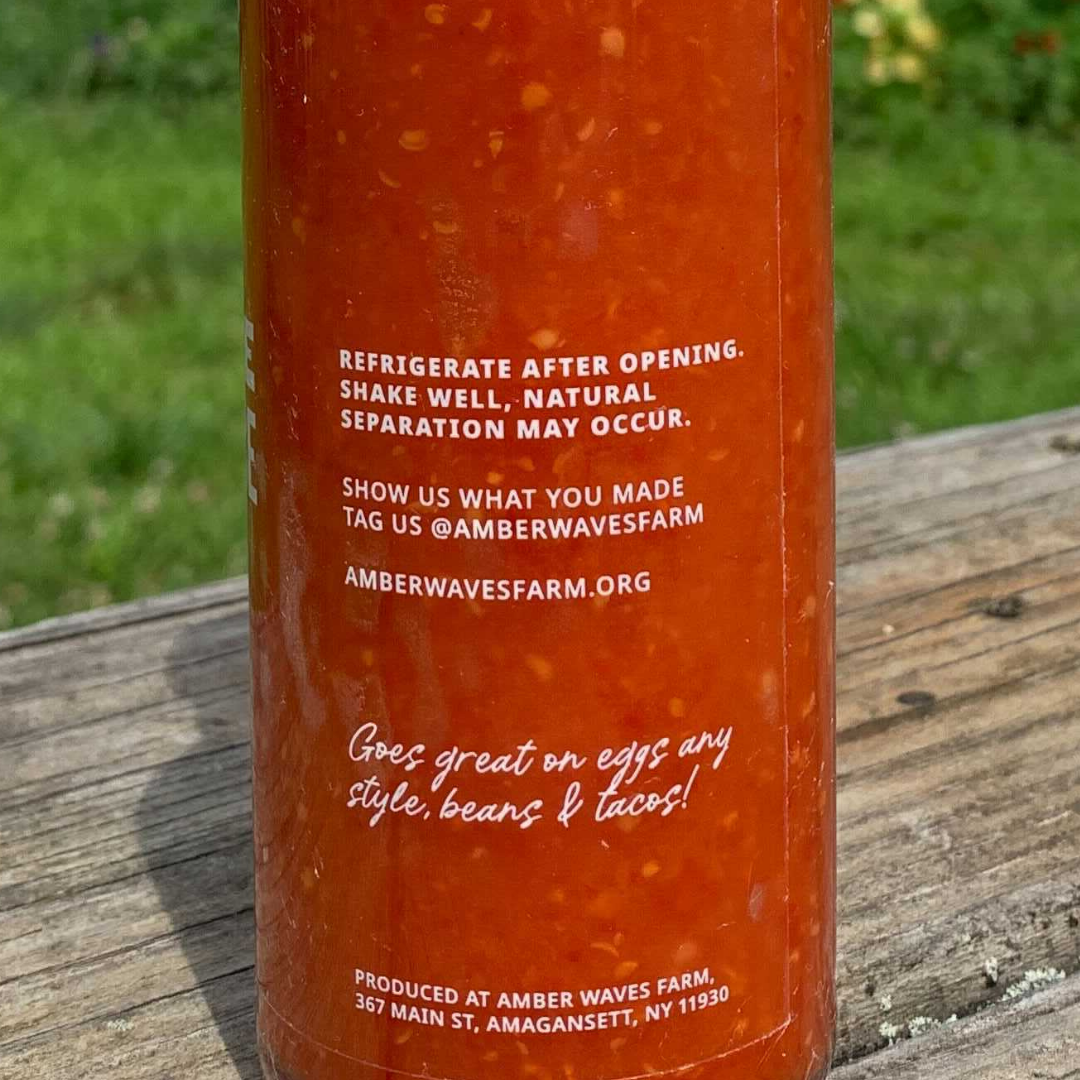 REFRIGERATE AFTER OPENING.
SHAKE WELL, NATURAL
SEPARATION MAY OCCUR.
SHOW US WHAT YOU MADE
TAG US @AMBERWAVESFARM
AMBERWAVESFARM.ORG
Goes great on eggs any
style, beans & tacos!
PRODUCED AT AMBER WAVES FARM,
367 MAIN ST, AMAGANSETT, NY 11930